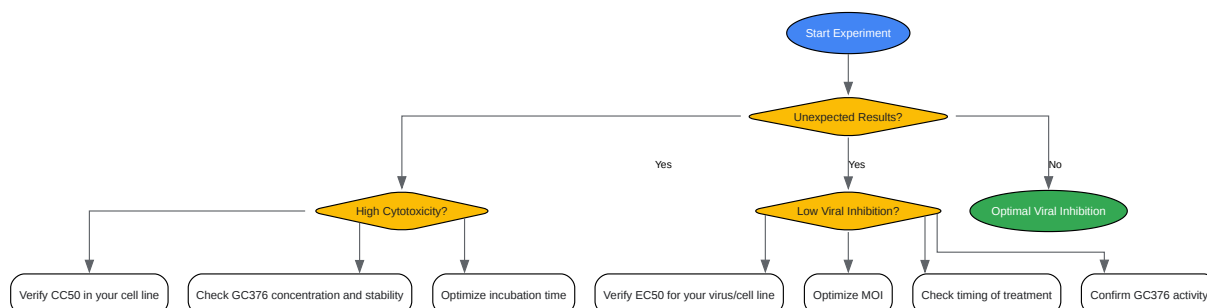 Start Experiment
Unexpected Results?
Yes
Yes
No
High Cytotoxicity?
Low Viral Inhibition?
Optimal Viral Inhibition
Verify CC50 in your cell line
Check GC376 concentration and stability
Optimize incubation time
Verify EC50 for your virus/cell line
Optimize MOI
Check timing of treatment
Confirm GC376 activity